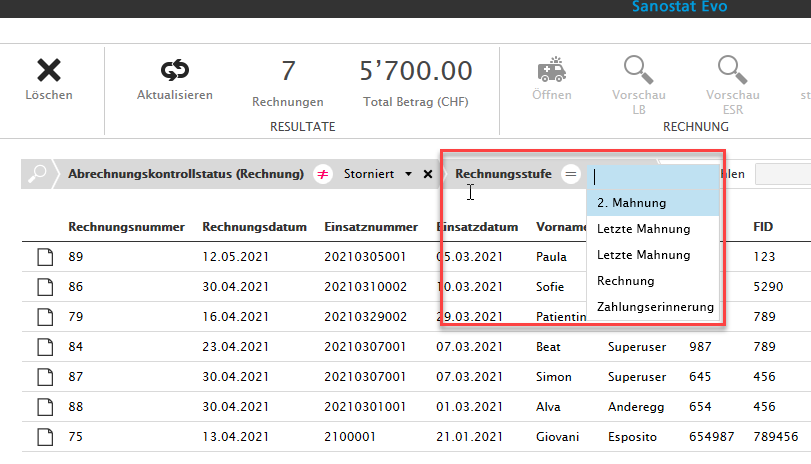 Sanostat Evo
Löschen
Aktualisieren
7
Rechnungen
5'700.00
Total Betrag (CHF)
RESULTATE
Öffnen
Vorschau
LB
Vorschau
ESR
st
RECHNUNG
Abrechnungskontrollstatus (Rechnung) ≠ Storniert Rechnungsstufe =
2. Mahnung
Letzte Mahnung
Letzte Mahnung
Rechnung
Zahlungserinnerung
Rechnungsnummer Rechnungsdatum Einsatznummer Einsatzdatum Vorname FID
89 12.05.2021 20210305001 05.03.2021 Paula 123
86 30.04.2021 20210310002 10.03.2021 Sofie 5290
79 16.04.2021 20210329002 29.03.2021 Patientin 789
84 23.04.2021 20210307001 07.03.2021 Beat Superuser 987 789
87 30.04.2021 20210307001 07.03.2021 Simon Superuser 645 456
88 30.04.2021 20210301001 01.03.2021 Alva Anderegg 654 456
75 13.04.2021 2100001 21.01.2021 Giovani Esposito 654987 789456